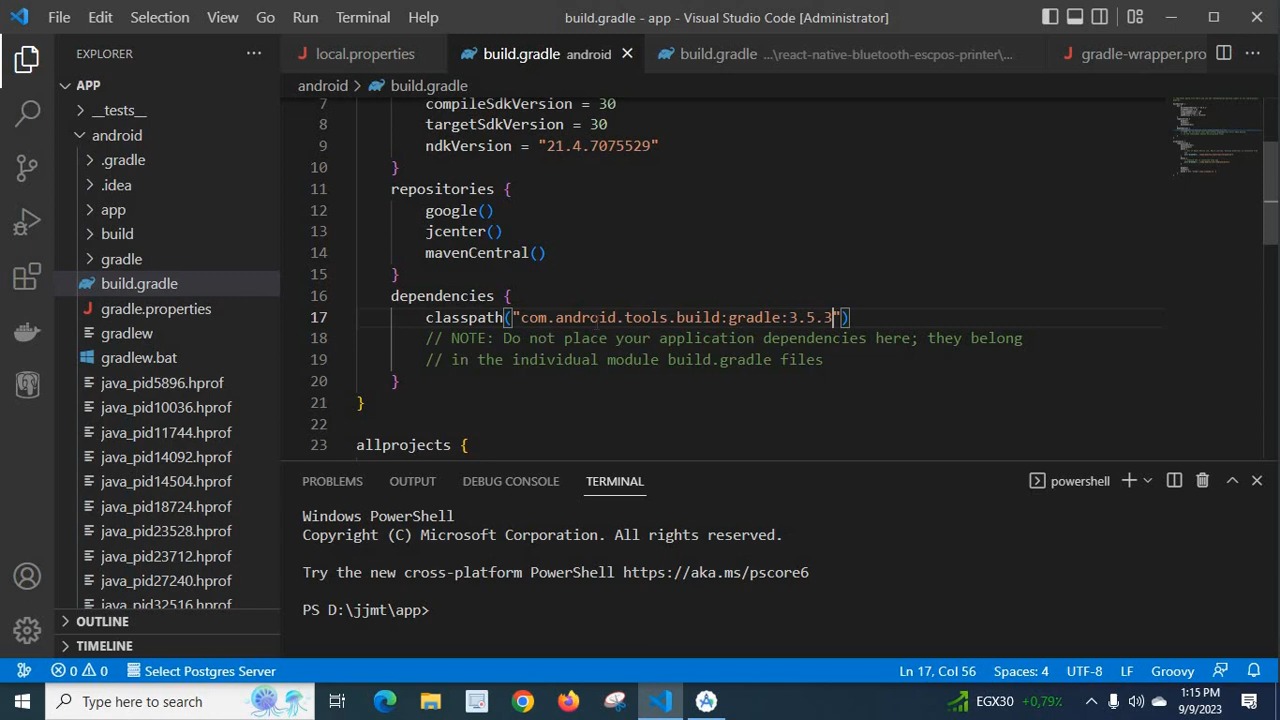 File Edit Selection View Go Run Terminal Help build.gradle - app - Visual Studio Code [Administrator]
EXPLORER
local.properties
build.gradle android
build.gradle ...\react-native-bluetooth-escpos-printer\...
gradle-wrapper.pro
android > build.gradle
APP
__tests__
android
.gradle
.idea
app
build
gradle
build.gradle
gradle.properties
gradlew
gradlew.bat
java_pid5896.hprof
java_pid10036.hprof
java_pid11744.hprof
java_pid14092.hprof
java_pid14504.hprof
java_pid18724.hprof
java_pid23528.hprof
java_pid23712.hprof
java_pid27240.hprof
java_pid32516.hprof
OUTLINE
TIMELINE
7 compileSdkVersion = 30
8 targetSdkVersion = 30
9 ndkVersion = "21.4.7075529"
10 }
11 repositories {
12 google()
13 jcenter()
14 mavenCentral()
15 }
16 dependencies {
17 classpath("com.android.tools.build:gradle:3.5.3")
18 // NOTE: Do not place your application dependencies here; they belong
19 // in the individual module build.gradle files
20 }
21 }
22
23 allprojects {
PROBLEMS OUTPUT DEBUG CONSOLE TERMINAL
powershell
Windows PowerShell
Copyright (C) Microsoft Corporation. All rights reserved.
Try the new cross-platform PowerShell https://aka.ms/pscore6
PS D:\jjmt\app>
0 0 Select Postgres Server
Ln 17, Col 56 Spaces: 4 UTF-8 LF Groovy
Type here to search
EGX30 +0,79%
1:15 PM
9/9/2023